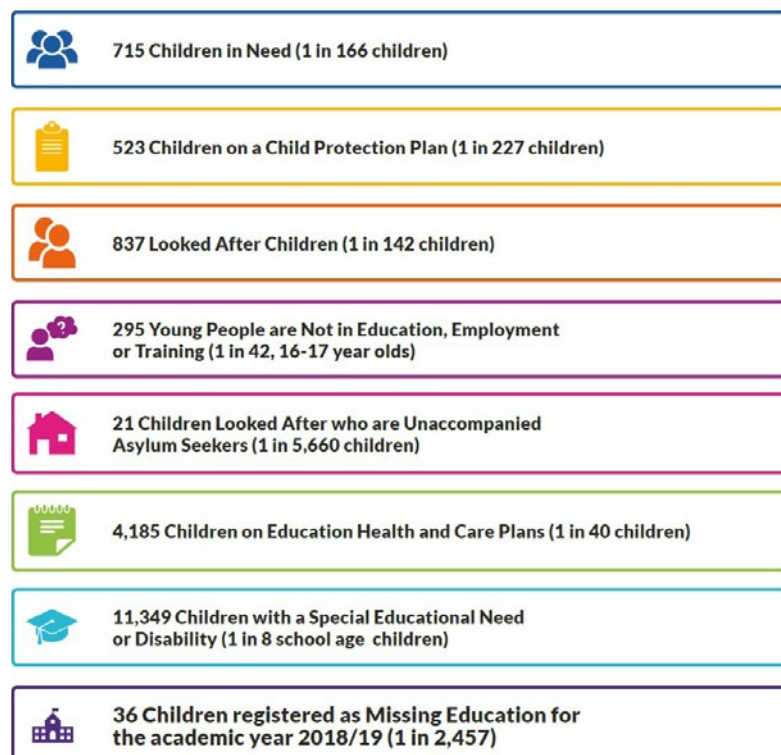 715 Children in Need (1 in 166 children)
523 Children on a Child Protection Plan (1 in 227 children)
837 Looked After Children (1 in 142 children)
295 Young People are Not in Education, Employment
or Training (1 in 42, 16-17 year olds)
21 Children Looked After who are Unaccompanied
Asylum Seekers (1 in 5,660 children)
4,185 Children on Education Health and Care Plans (1 in 40 children)
11,349 Children with a Special Educational Need
or Disability (1 in 8 school age children)
36 Children registered as Missing Education for
the academic year 2018/19 (1 in 2,457)